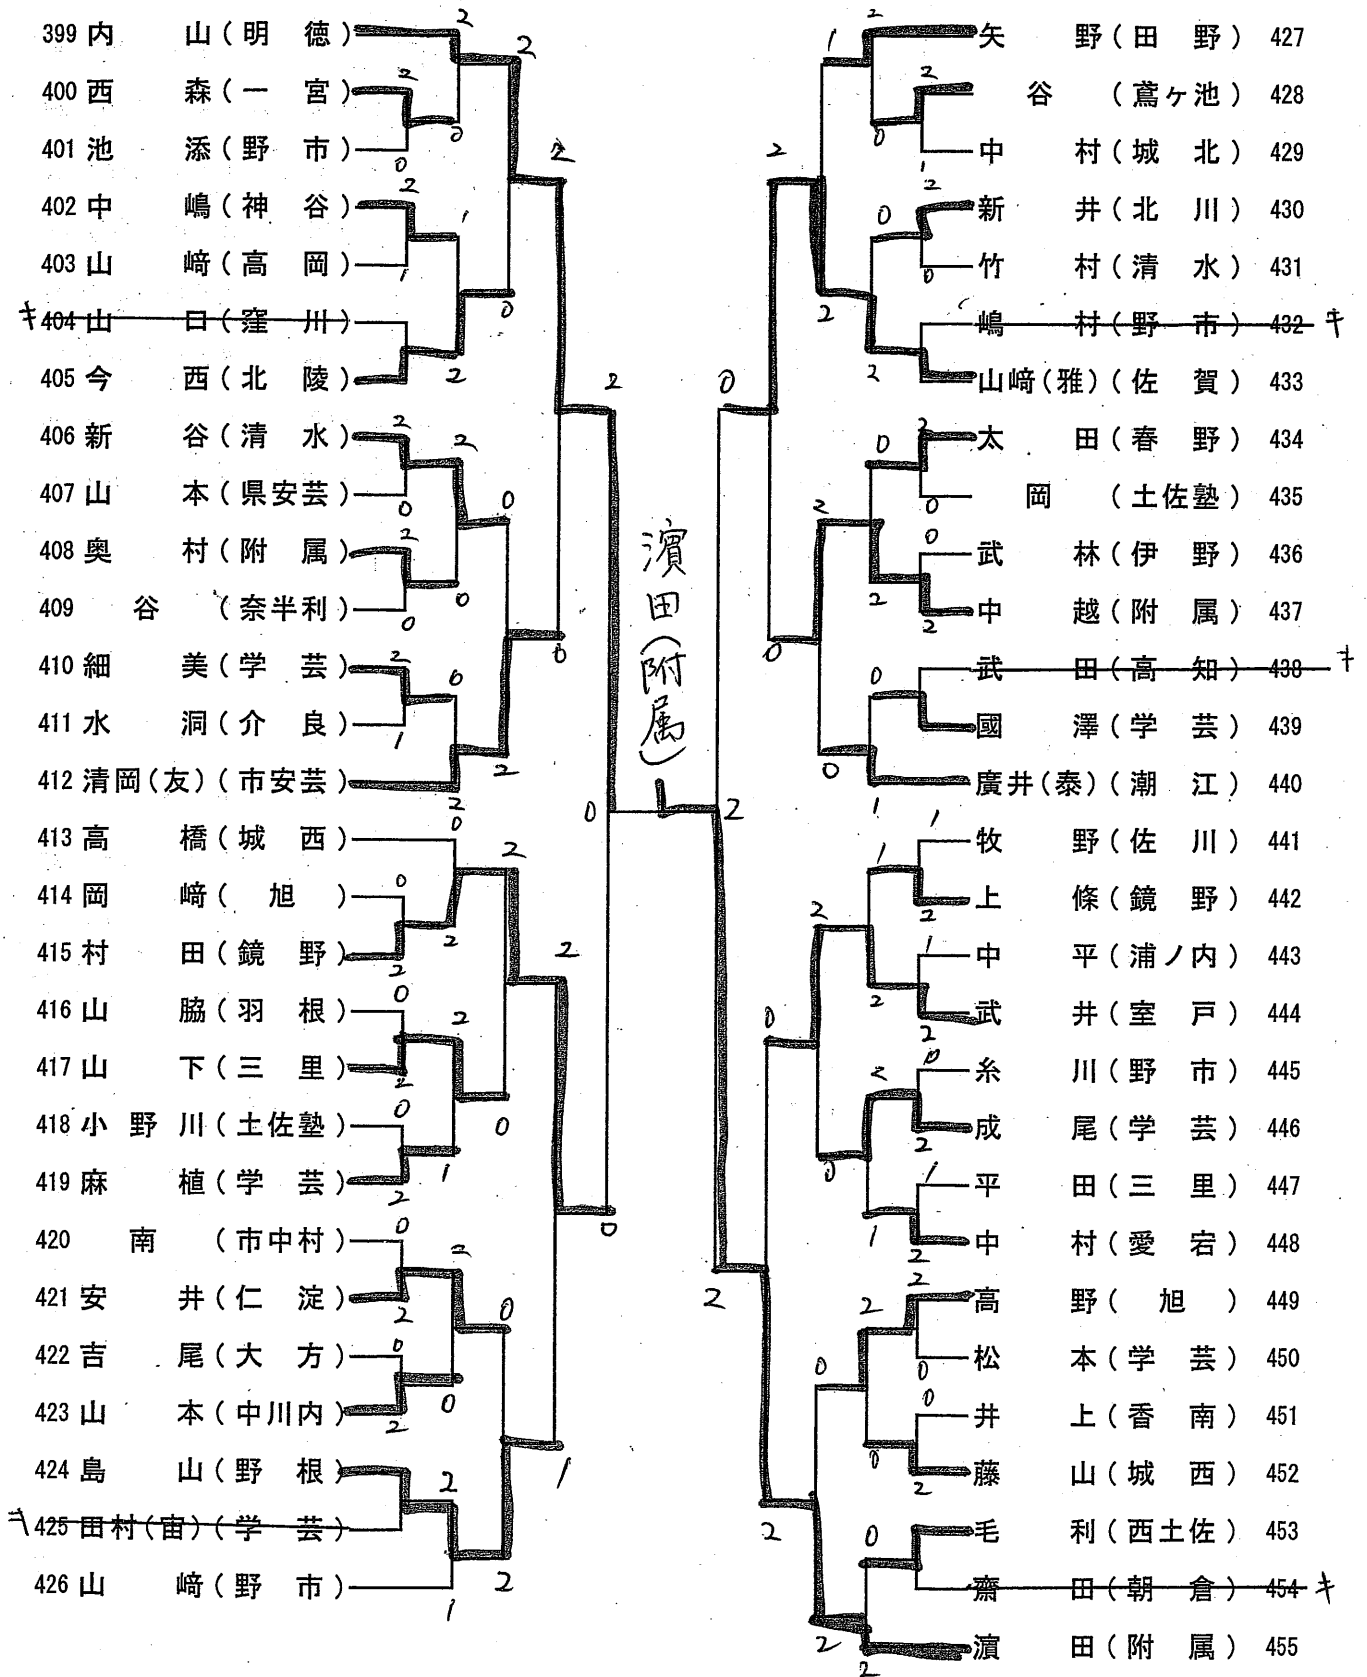 399 内山（明徳）
400 西森（一宮）
401 池添（野市）
402 中嶋（神谷）
403 山﨑（高岡）
キ 404 山口（窪川）
405 今西（北陵）
406 新谷（清水）
407 山本（県安芸）
408 奥村（附属）
409 谷（奈半利）
410 細美（学芸）
411 水洞（介良）
412 清岡（友）（市安芸）
413 高橋（城西）
414 岡﨑（旭）
415 村田（鏡野）
416 山脇（羽根）
417 山下（三里）
418 小野川（土佐塾）
419 麻植（学芸）
420 南（市中村）
421 安井（仁淀）
422 吉尾（大方）
423 山本（中川内）
424 島山（野根）
キ 425 田村（宙）（学芸）
426 山﨑（野市）
濱田（附属）
矢野（田野） 427
谷（鳶ヶ池） 428
中村（城北） 429
新井（北川） 430
竹村（清水） 431
嶋村（野市） 432 キ
山﨑（雅）（佐賀） 433
太田（春野） 434
岡（土佐塾） 435
武林（伊野） 436
中越（附属） 437
武田（高知） 438 キ
國澤（学芸） 439
廣井（泰）（潮江） 440
牧野（佐川） 441
上條（鏡野） 442
中平（浦ノ内） 443
武井（室戸） 444
糸川（野市） 445
成尾（学芸） 446
平田（三里） 447
中村（愛宕） 448
高野（旭） 449
松本（学芸） 450
井上（香南） 451
藤山（城西） 452
毛利（西土佐） 453
齋田（朝倉） 454 キ
濵田（附属） 455